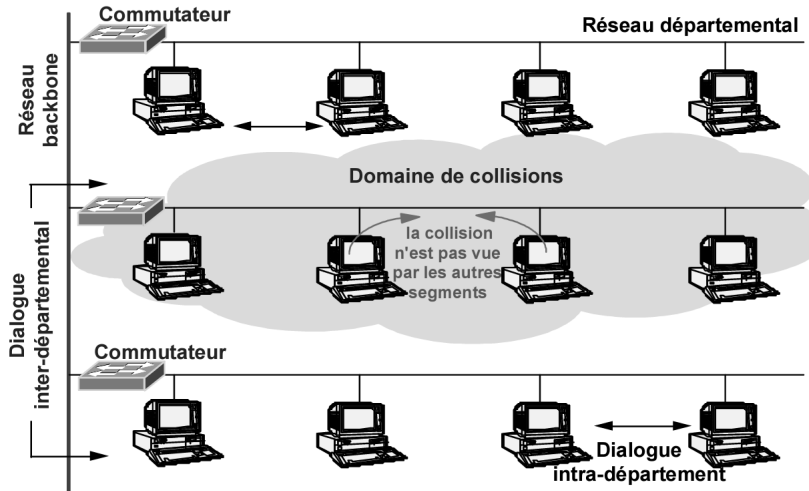 Commutateur
Réseau départemental
Réseau
backbone
Domaine de collisions
la collision
n'est pas vue
par les autres
segments
Dialogue
inter-départemental
Commutateur
Dialogue
intra-département